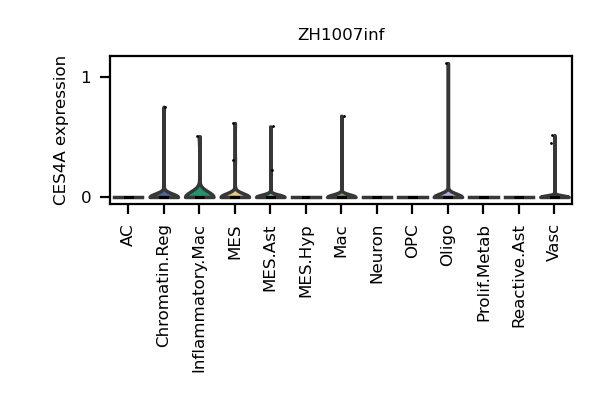 ZH1007inf
CES4A expression
1
0
AC
Chromatin.Reg
Inflammatory.Mac
MES
MES.Ast
MES.Hyp
Mac
Neuron
OPC
Oligo
Prolif.Metab
Reactive.Ast
Vasc